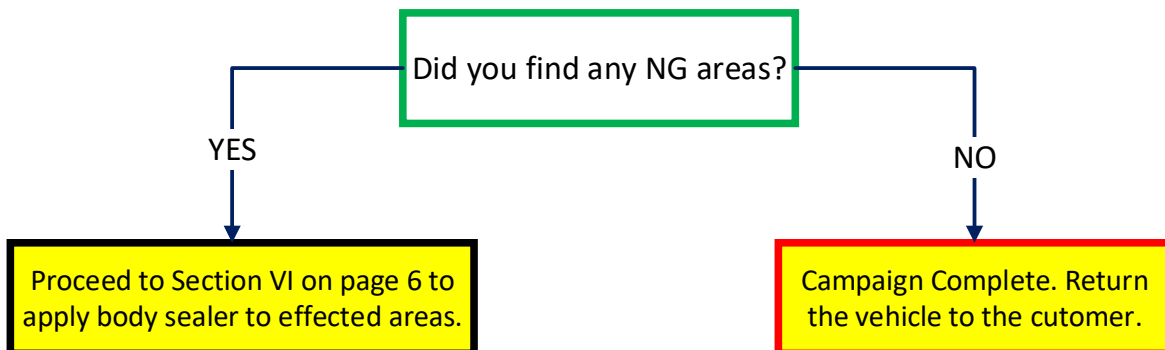 Did you find any NG areas?
YES
NO
Proceed to Section VI on page 6 to
apply body sealer to effected areas.
Campaign Complete. Return
the vehicle to the cutomer.